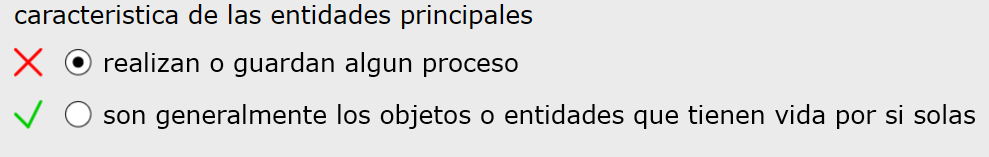 caracteristica de las entidades principales
realizan o guardan algun proceso
son generalmente los objetos o entidades que tienen vida por si solas